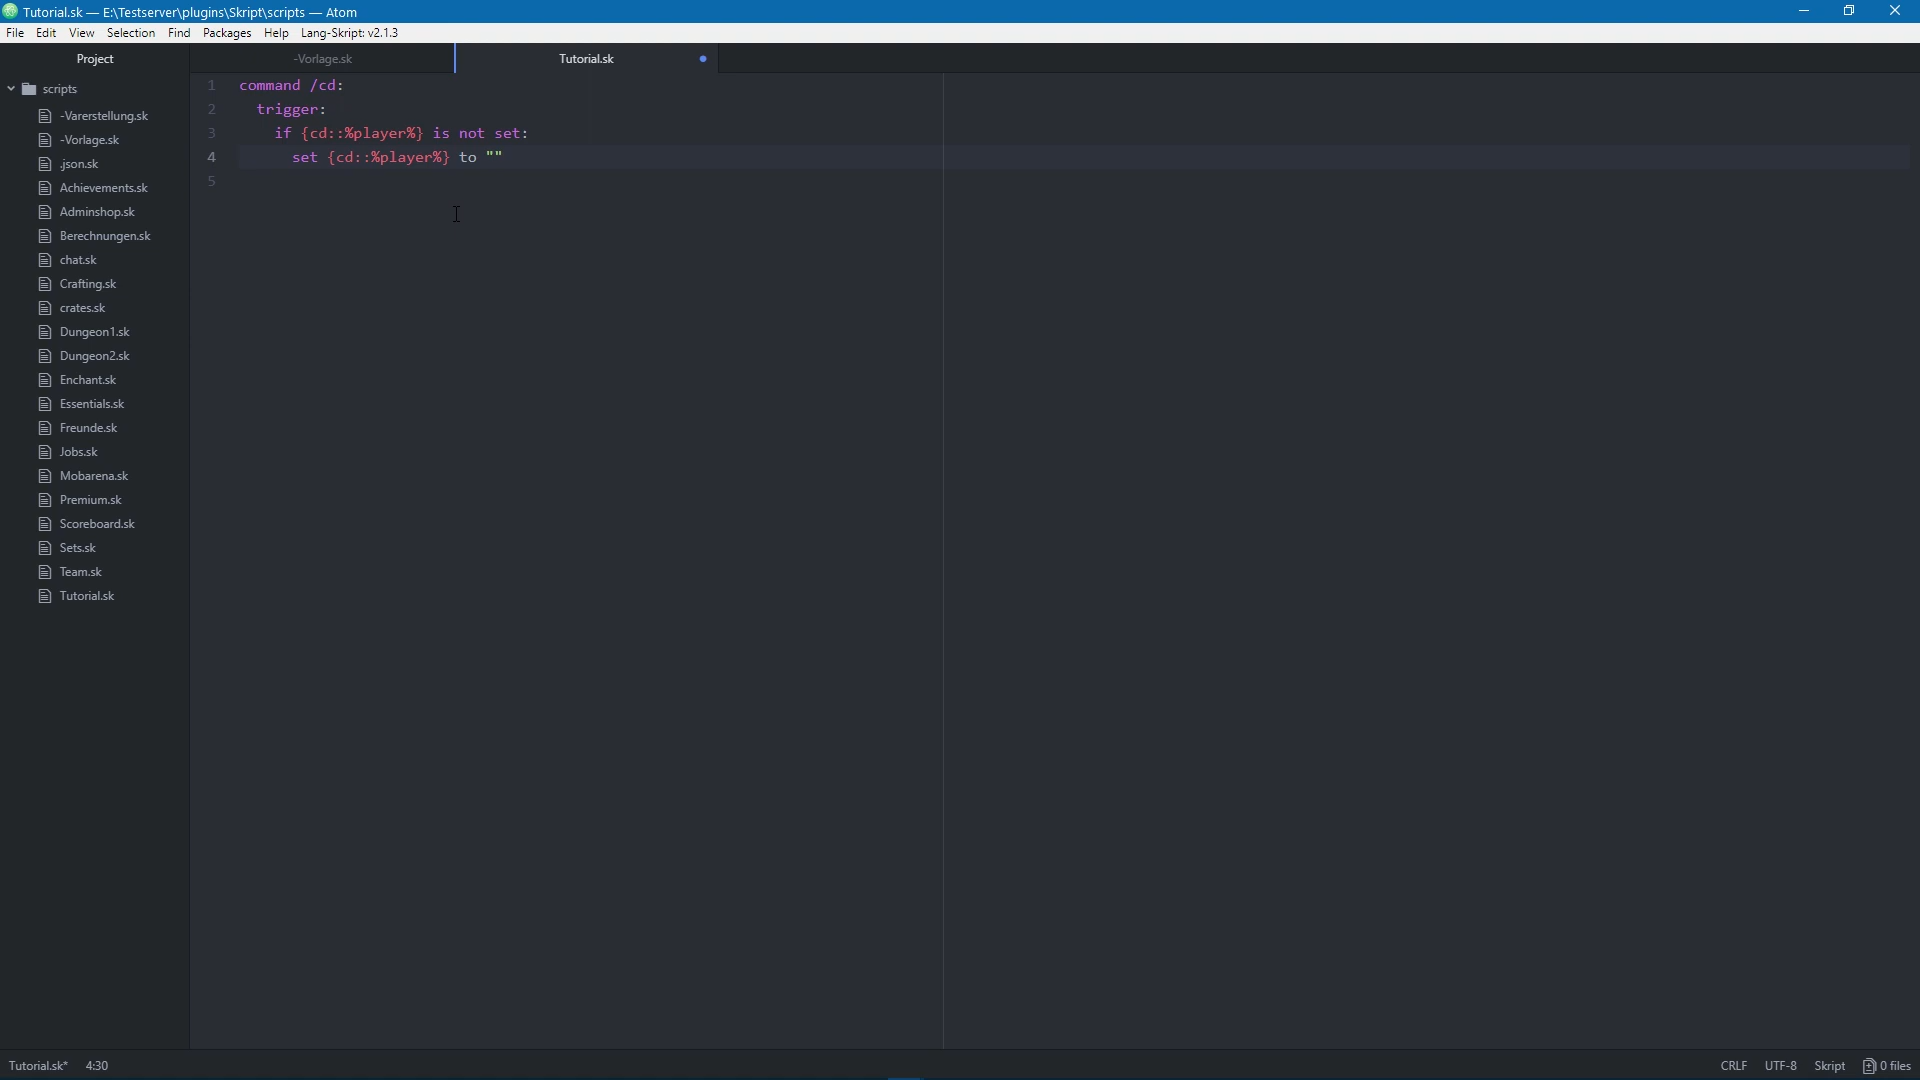 Tutorial.sk — E:\Testserver\plugins\Skript\scripts — Atom
File Edit View Selection Find Packages Help Lang-Skript: v2.1.3
Project
-Vorlage.sk
Tutorial.sk
scripts
-Varerstellung.sk
-Vorlage.sk
.json.sk
Achievements.sk
Adminshop.sk
Berechnungen.sk
chat.sk
Crafting.sk
crates.sk
Dungeon1.sk
Dungeon2.sk
Enchant.sk
Essentials.sk
Freunde.sk
Jobs.sk
Mobarena.sk
Premium.sk
Scoreboard.sk
Sets.sk
Team.sk
Tutorial.sk
1 command /cd:
2 trigger:
3 if {cd::%player%} is not set:
4 set {cd::%player%} to ""
5
Tutorial.sk* 4:30
CRLF UTF-8 Skript 0 files